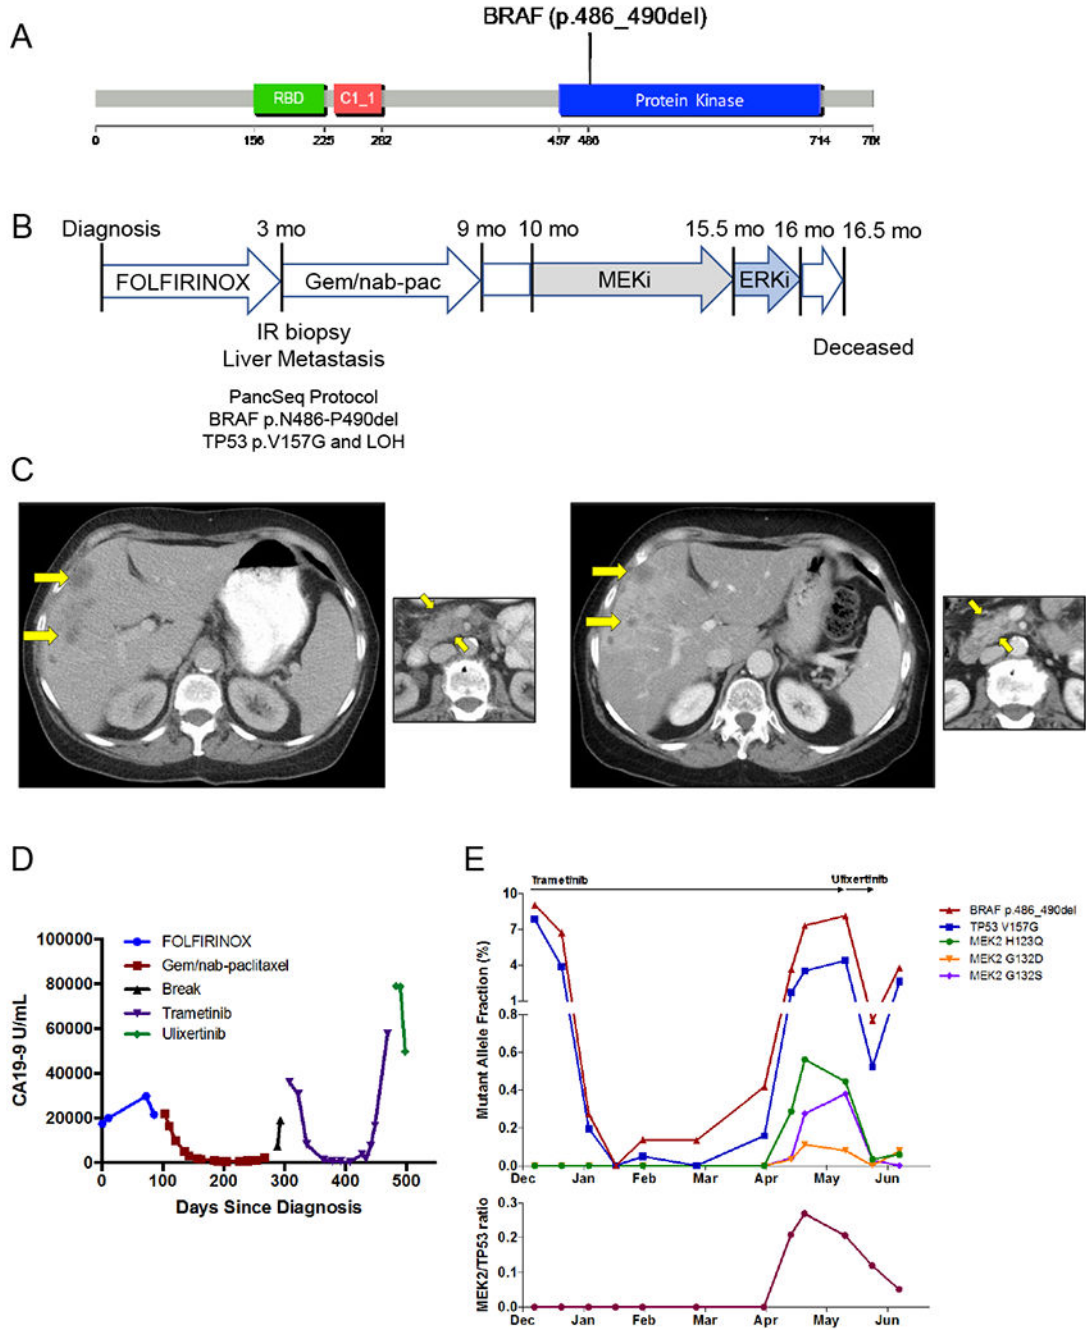 A
BRAF (p.486_490del)
RBD
C1_1
Protein Kinase
0
156
225
282
457
486
714
B
Diagnosis
3 mo
9 mo
10 mo
15.5 mo
16 mo
16.5 mo
FOLFIRINOX
Gem/nab-pac
MEKi
ERKi
IR biopsy
Liver Metastasis
Deceased
PancSeq Protocol
BRAF p.N486-P490del
TP53 p.V157G and LOH
C
D
CA19-9 U/mL
100000
80000
60000
40000
20000
0
FOLFIRINOX
Gem/nab-paclitaxel
Break
Trametinib
Ulixertinib
0 100 200 300 400 500
Days Since Diagnosis
E
Trametinib
Ulixertinib
Mutant Allele Fraction (%)
10
7
4
1
0.8
0.6
0.4
0.2
0.0
Dec Jan Feb Mar Apr May Jun
BRAF p.486_490del
TP53 V157G
MEK2 H123Q
MEK2 G132D
MEK2 G132S
MEK2/TP53 ratio
0.3
0.2
0.1
0.0
Dec Jan Feb Mar Apr May Jun